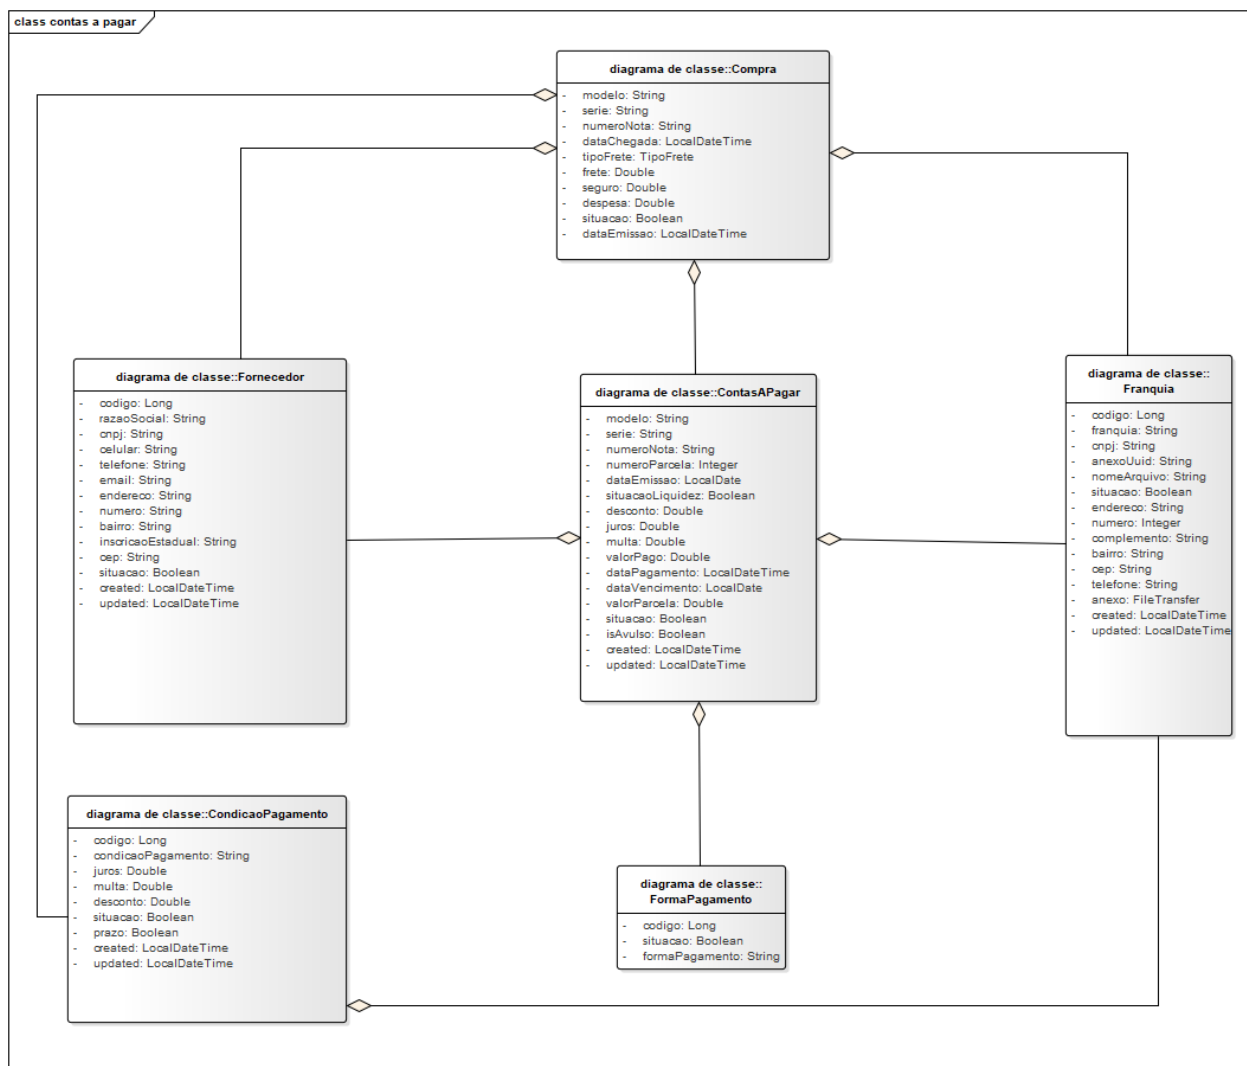 class contas a pagar
diagrama de classe::Compra
- modelo: String
- serie: String
- numeroNota: String
- dataChegada: LocalDateTime
- tipoFrete: TipoFrete
- frete: Double
- seguro: Double
- despesa: Double
- situacao: Boolean
- dataEmissao: LocalDateTime
diagrama de classe::Fornecedor
- codigo: Long
- razaoSocial: String
- cnpj: String
- celular: String
- telefone: String
- email: String
- endereco: String
- numero: String
- bairro: String
- inscricaoEstadual: String
- cep: String
- situacao: Boolean
- created: LocalDateTime
- updated: LocalDateTime
diagrama de classe::ContasAPagar
- modelo: String
- serie: String
- numeroNota: String
- numeroParcela: Integer
- dataEmissao: LocalDate
- situacaoLiquidez: Boolean
- desconto: Double
- juros: Double
- multa: Double
- valorPago: Double
- dataPagamento: LocalDateTime
- dataVencimento: LocalDate
- valorParcela: Double
- situacao: Boolean
- isAvulso: Boolean
- created: LocalDateTime
- updated: LocalDateTime
diagrama de classe::
Franquia
- codigo: Long
- franquia: String
- cnpj: String
- anexoUuid: String
- nomeArquivo: String
- situacao: Boolean
- endereco: String
- numero: Integer
- complemento: String
- bairro: String
- cep: String
- telefone: String
- anexo: FileTransfer
- created: LocalDateTime
- updated: LocalDateTime
diagrama de classe::CondicaoPagamento
- codigo: Long
- condicaoPagamento: String
- juros: Double
- multa: Double
- desconto: Double
- situacao: Boolean
- prazo: Boolean
- created: LocalDateTime
- updated: LocalDateTime
diagrama de classe::
FormaPagamento
- codigo: Long
- situacao: Boolean
- formaPagamento: String